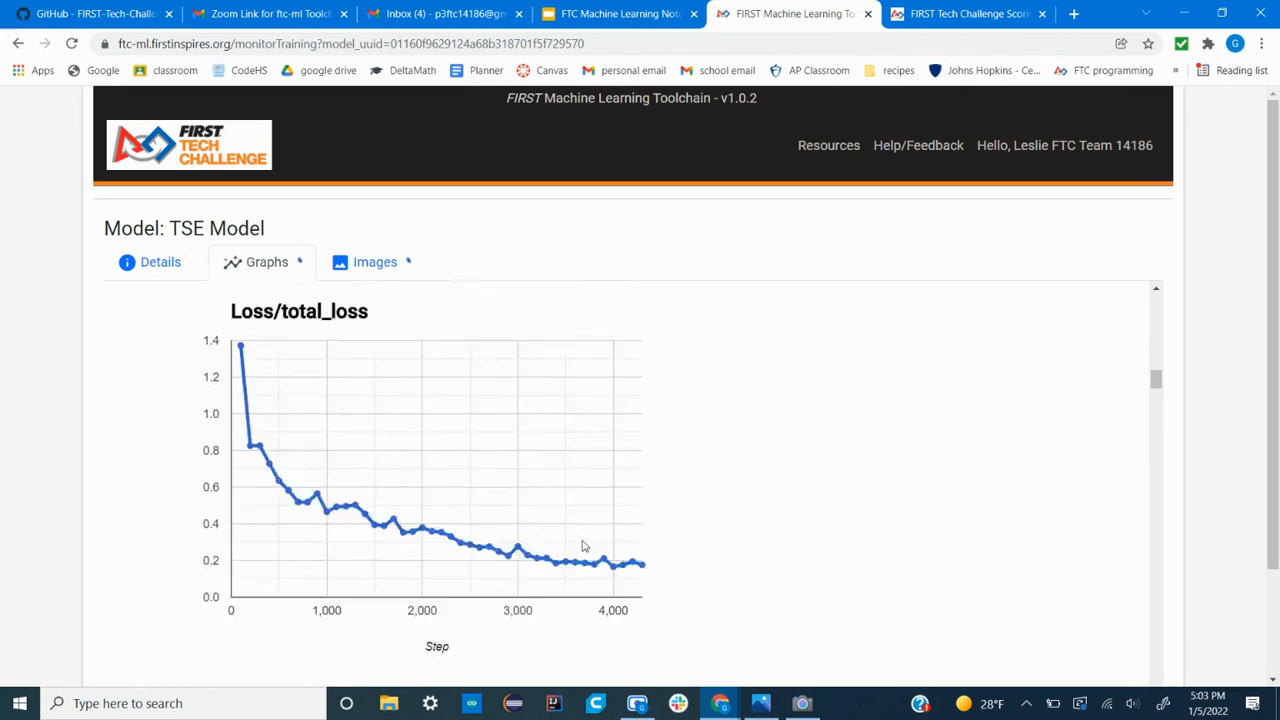 GitHub - FIRST-Tech-Challe
Zoom Link for ftc-ml Toolch
Inbox (4) - p3ftc14186@gm
FTC Machine Learning Note
FIRST Machine Learning Too
FIRST Tech Challenge Scori
ftc-ml.firstinspires.org/monitorTraining?model_uuid=01160f9629124a68b318701f5f729570
G
Apps
Google
classroom
CodeHS
google drive
DeltaMath
Planner
Canvas
personal email
school email
AP Classroom
recipes
Johns Hopkins - Ce...
FTC programming
»
Reading list
FIRST Machine Learning Toolchain - v1.0.2
FIRST
TECH
CHALLENGE
Resources
Help/Feedback
Hello, Leslie FTC Team 14186
Model: TSE Model
Details
Graphs
Images
Loss/total_loss
1.4
1.2
1.0
0.8
0.6
0.4
0.2
0.0
0
1,000
2,000
3,000
4,000
Step
Type here to search
28°F
5:03 PM
1/5/2022